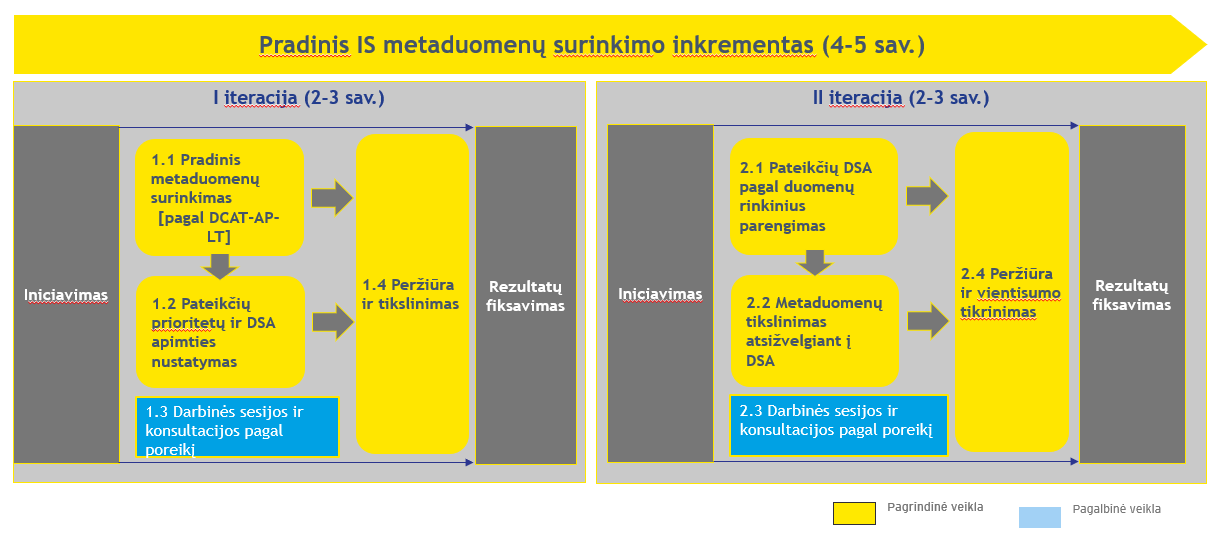 Pradinis IS metaduomenų surinkimo inkrementas (4-5 sav.)
I iteracija (2-3 sav.)
Iniciavimas
1.1 Pradinis
metaduomenų
surinkimas
[pagal DCAT-AP-
LT]
1.2 Pateikčių
prioritetų ir DSA
apimties
nustatymas
1.3 Darbinės sesijos ir
konsultacijos pagal
poreikį
1.4 Peržiūra
ir tikslinimas
Rezultatų
fiksavimas
II iteracija (2-3 sav.)
Iniciavimas
2.1 Pateikčių DSA
pagal duomenų
rinkinius
parengimas
2.2 Metaduomenų
tikslinimas
atsižvelgiant į
DSA
2.3 Darbinės sesijos ir
konsultacijos pagal poreikį
2.4 Peržiūra
ir vientisumo
tikrinimas
Rezultatų
fiksavimas
Pagrindinė veikla
Pagalbinė veikla